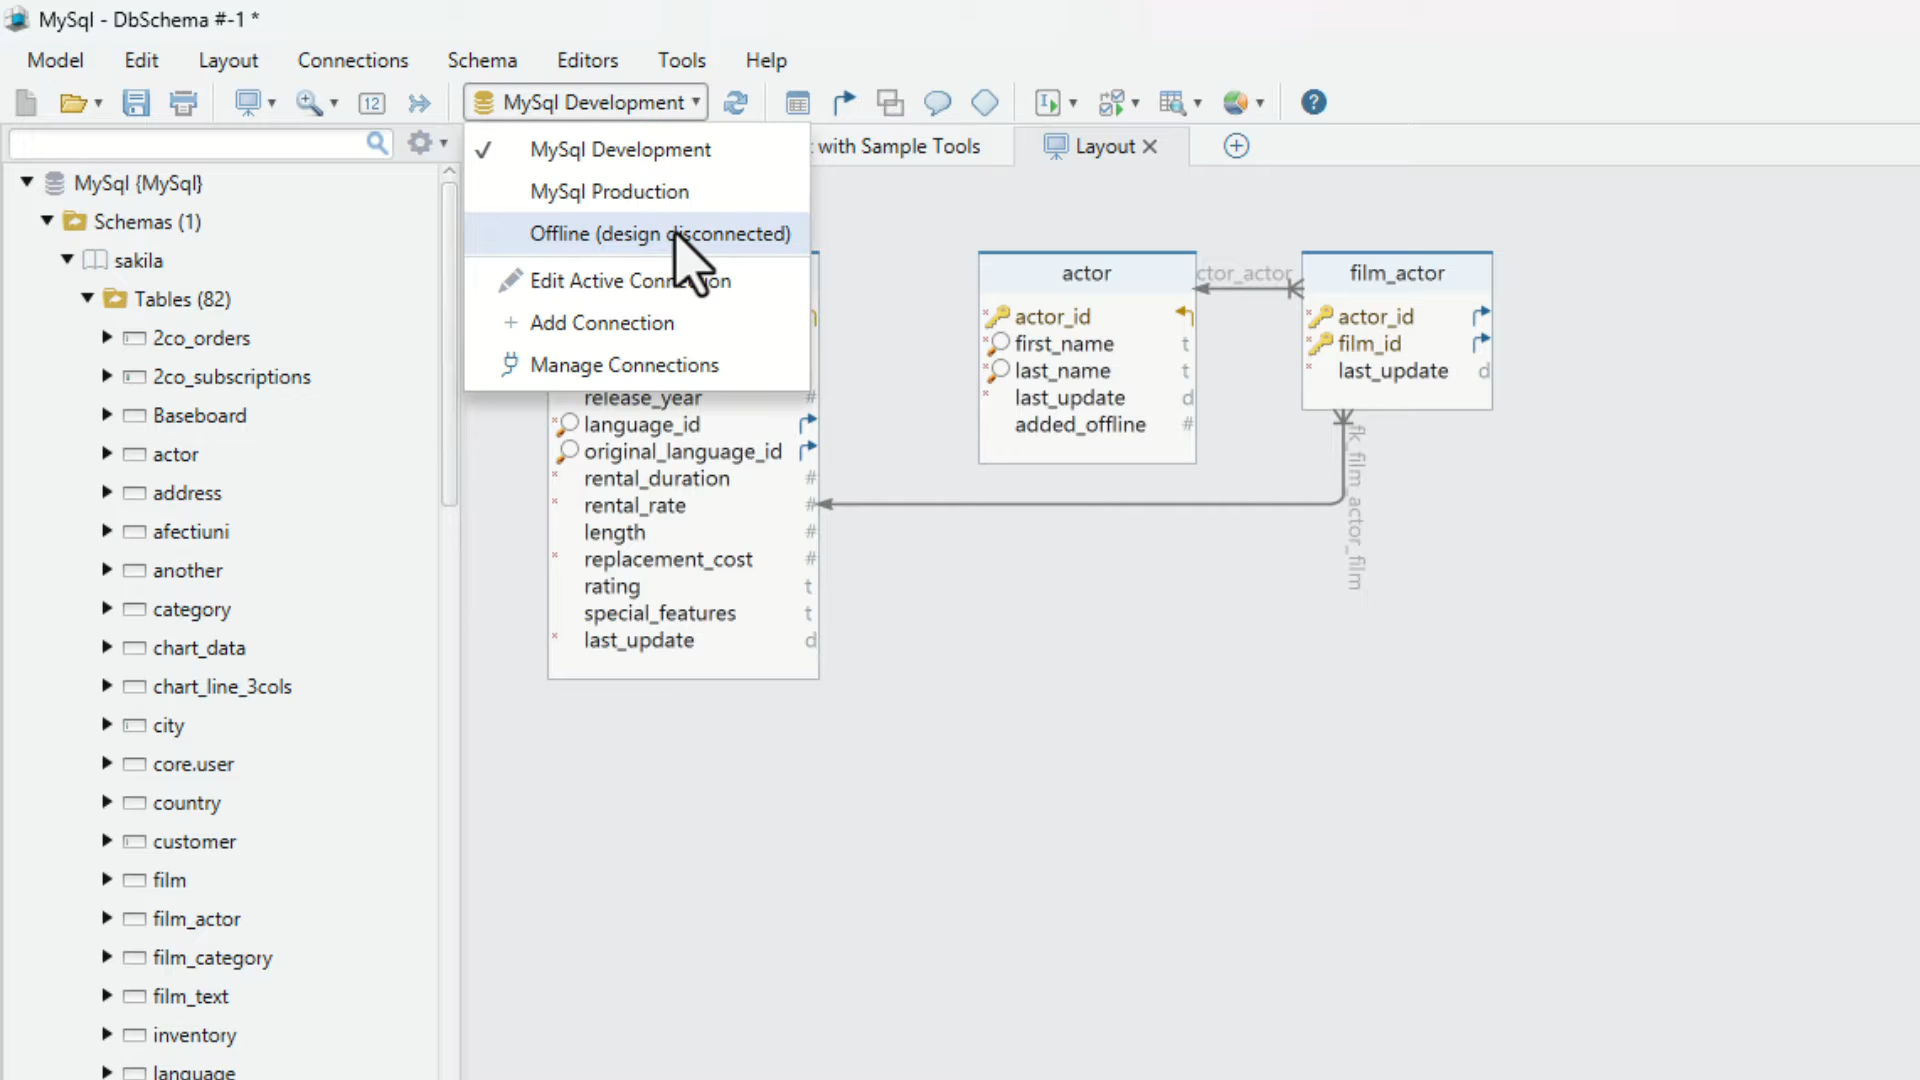 MySql - DbSchema #-1 *
Model Edit Layout Connections Schema Editors Tools Help
12 MySql Development ?
with Sample Tools Layout
MySql Development
MySql Production
Offline (design disconnected)
Edit Active Connection
Add Connection
Manage Connections
MySql {MySql}
Schemas (1)
sakila
Tables (82)
2co_orders
2co_subscriptions
Baseboard
actor
address
afectiuni
another
category
chart_data
chart_line_3cols
city
core.user
country
customer
film
film_actor
film_category
film_text
inventory
language
release_year #
language_id
original_language_id
rental_duration #
rental_rate #
length #
replacement_cost #
rating t
special_features t
last_update d
actor
actor_id
first_name t
last_name t
last_update d
added_offline #
ctor_actor
film_actor
actor_id
film_id
last_update d
fk_film_actor_film